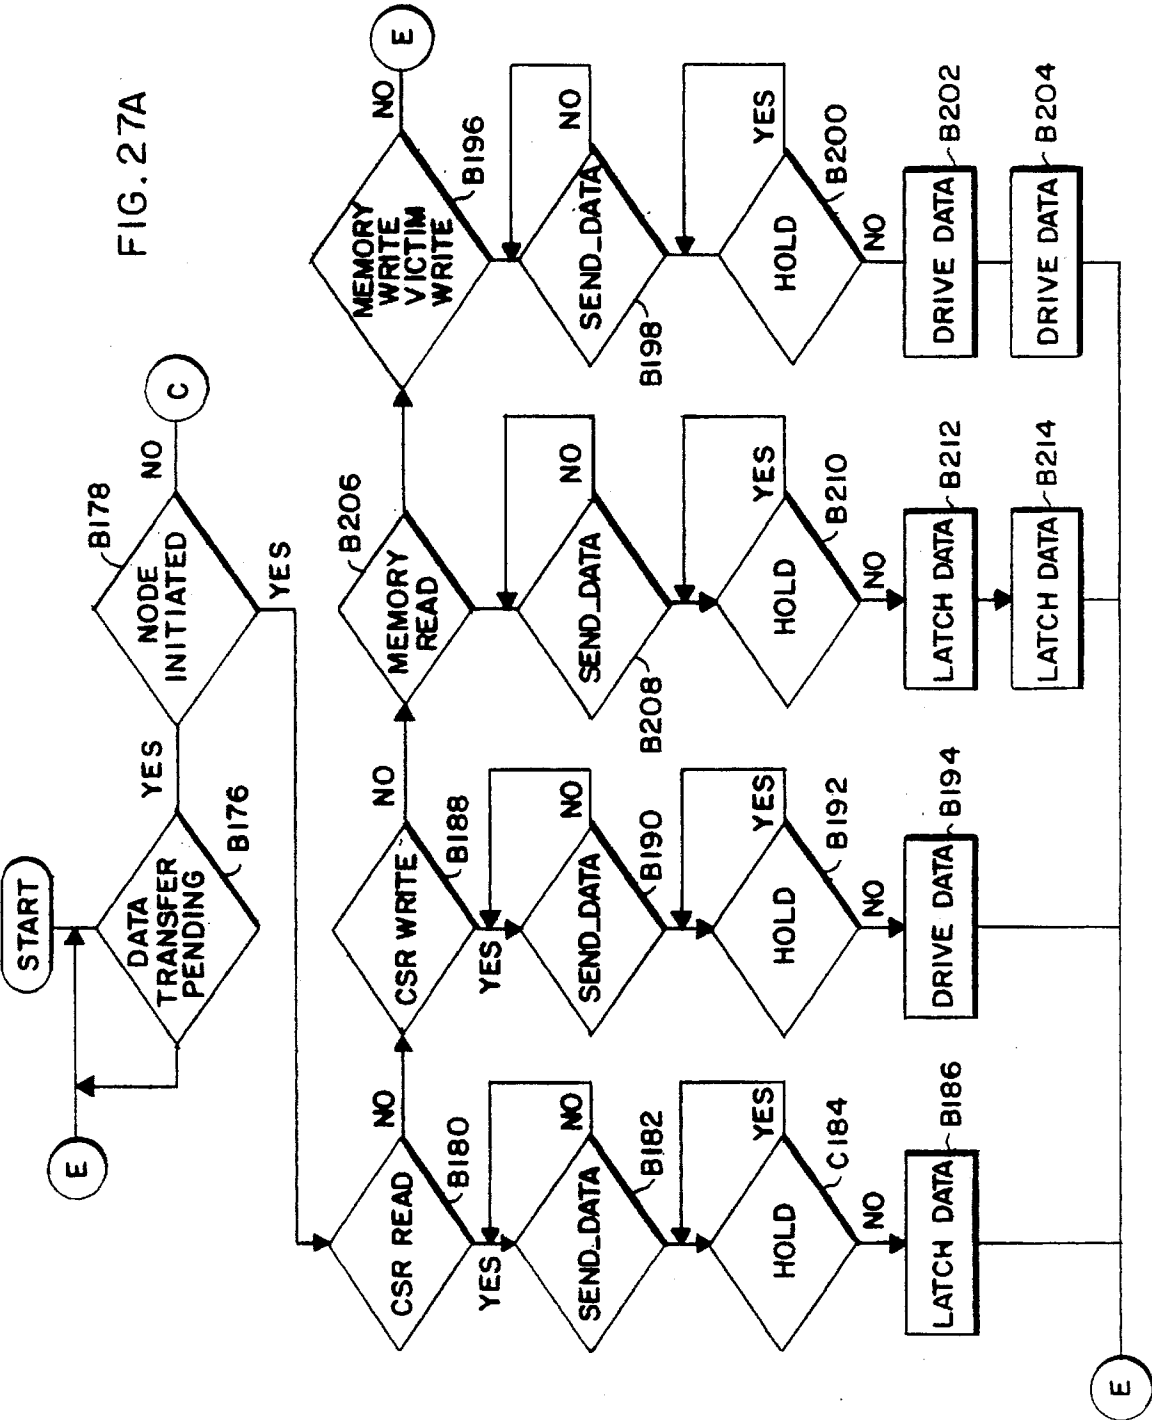 FIG. 27A
START
E
DATA
TRANSFER
PENDING
B176
YES
NODE
INITIATED
B178
NO
C
YES
CSR READ
B180
NO
CSR WRITE
B188
NO
MEMORY
READ
B206
MEMORY
WRITE
VICTIM
WRITE
B196
NO
E
YES
SEND_DATA
B182
NO
YES
SEND_DATA
B190
NO
SEND_DATA
B208
NO
SEND_DATA
B198
NO
HOLD
C184
YES
NO
HOLD
B192
YES
NO
HOLD
B210
YES
NO
HOLD
B200
YES
NO
LATCH DATA
B186
DRIVE DATA
B194
LATCH DATA
B212
DRIVE DATA
B202
LATCH DATA
B214
DRIVE DATA
B204
E